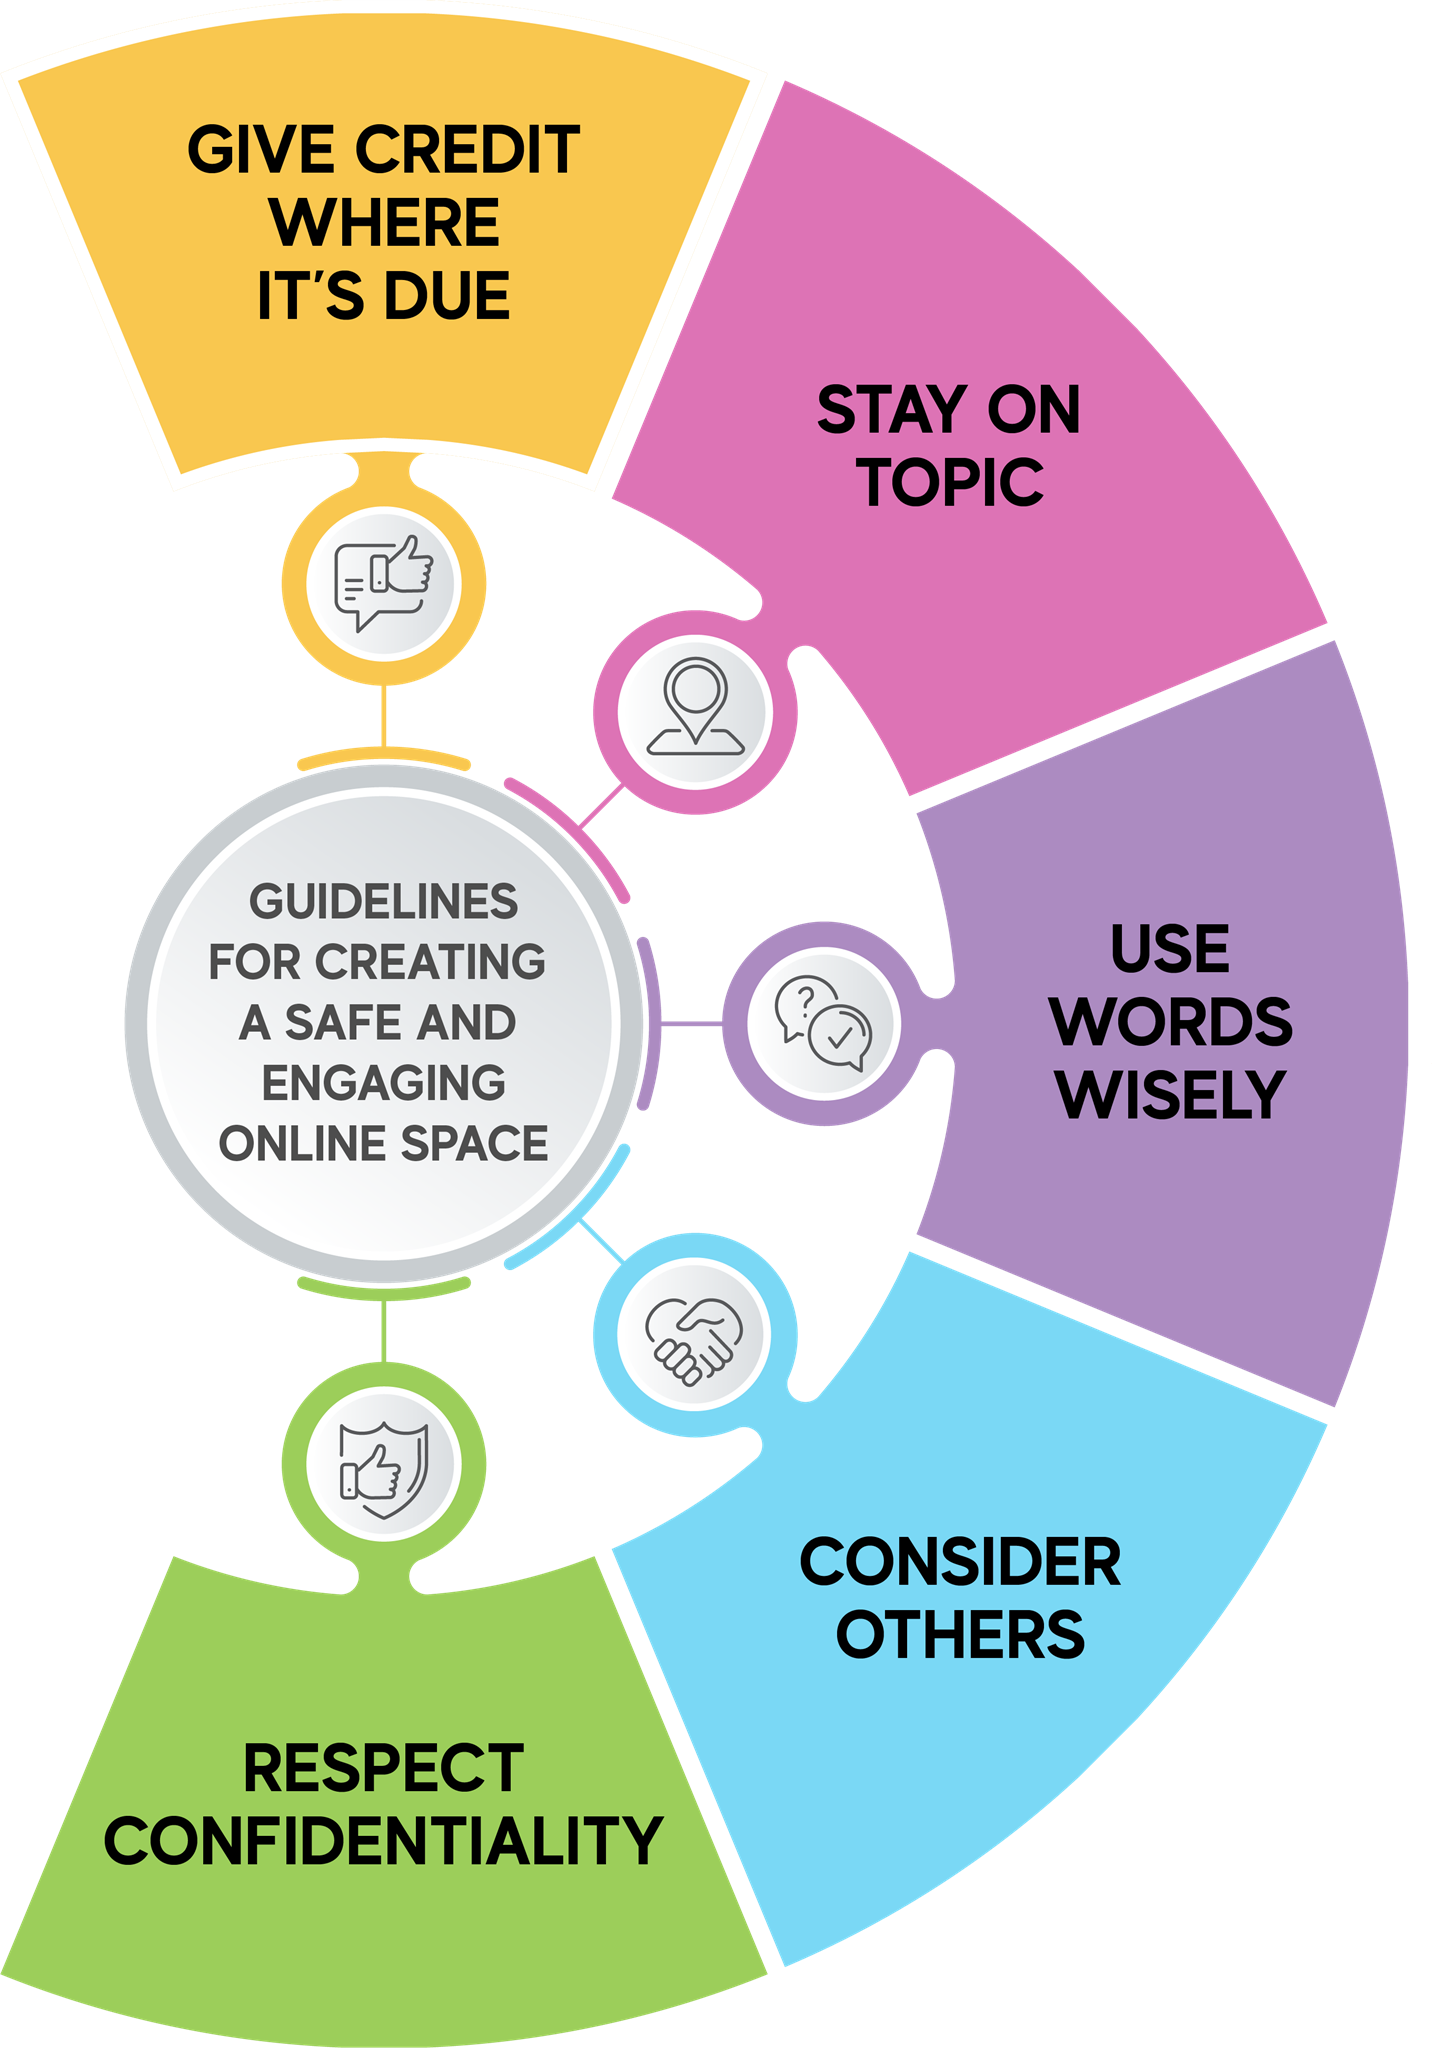 GIVE CREDIT
WHERE
IT'S DUE
STAY ON
TOPIC
USE
WORDS
WISELY
CONSIDER
OTHERS
RESPECT
CONFIDENTIALITY
GUIDELINES
FOR CREATING
A SAFE AND
ENGAGING
ONLINE SPACE